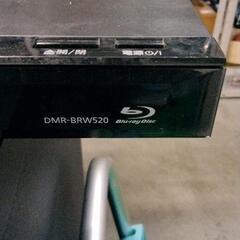 ▲開/閉 電源⏻/I
DMR-BRW520 Blu-ray Disc